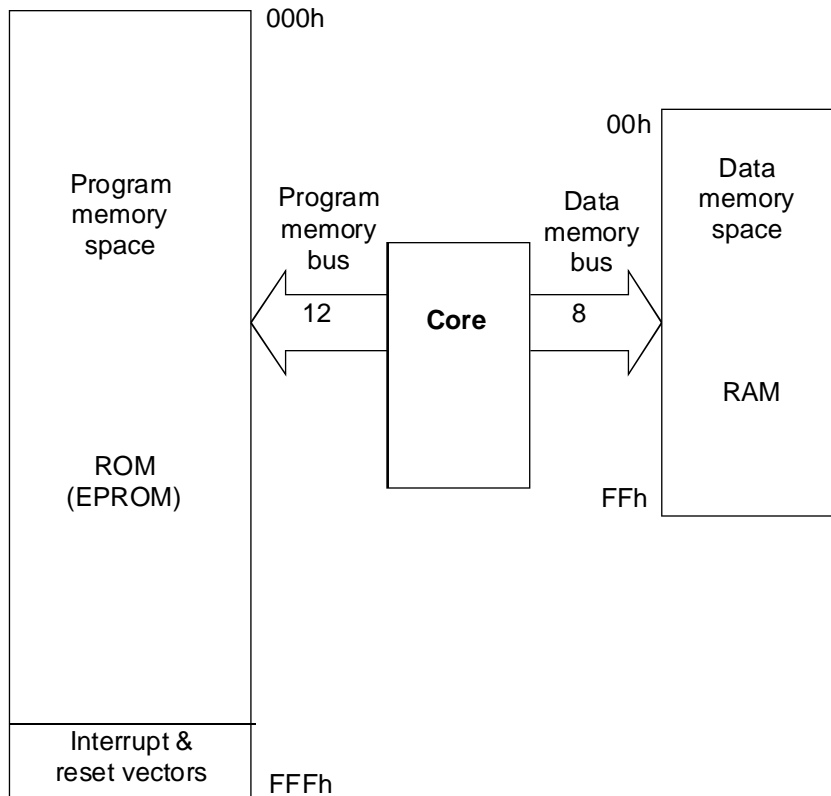 000h
00h
Program
memory
space
Program
memory
bus
Data
memory
bus
Data
memory
space
12
Core
8
RAM
ROM
(EPROM)
FFh
Interrupt &
reset vectors
FFFh